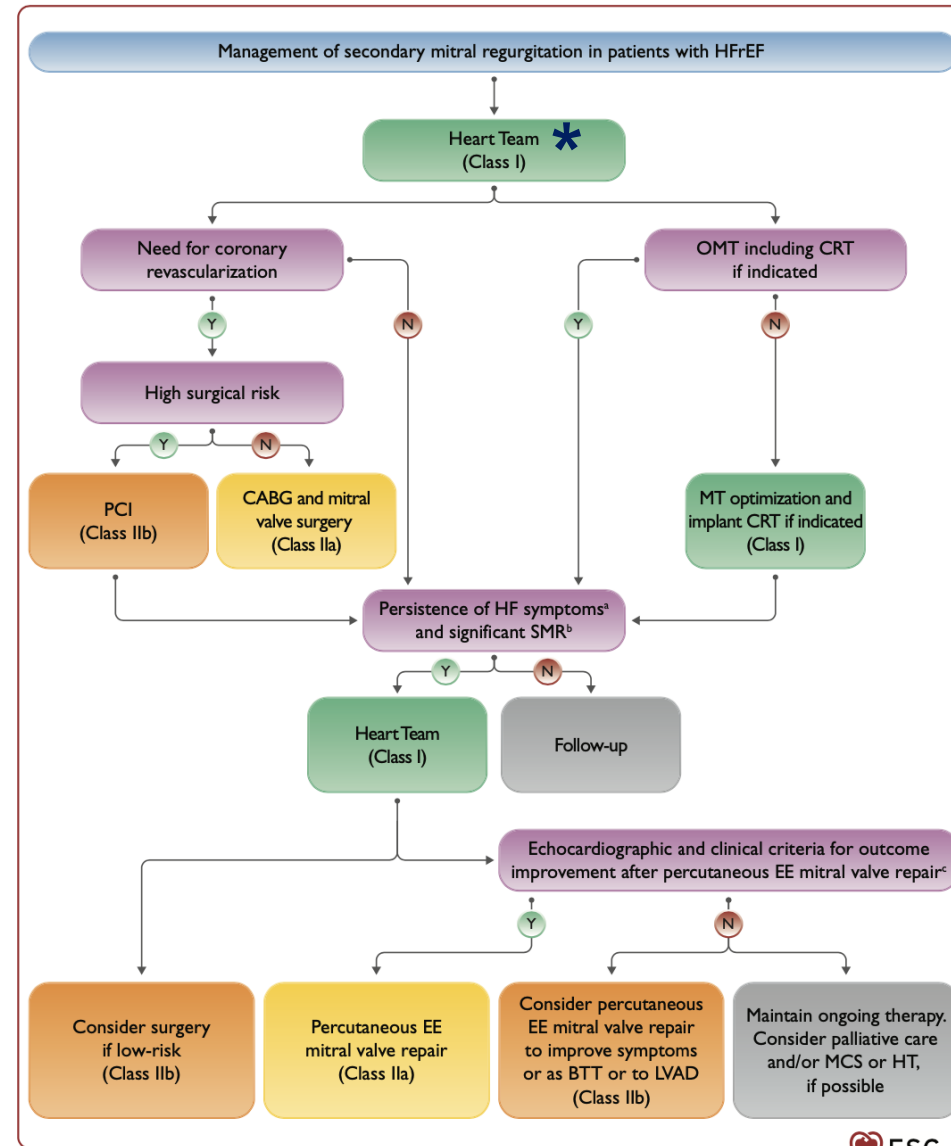 Management of secondary mitral regurgitation in patients with HFrEF
Heart Team *
(Class I)
Need for coronary
revascularization
OMT including CRT
if indicated
Y
N
Y
N
High surgical risk
Y
N
PCI
(Class IIb)
CABG and mitral
valve surgery
(Class IIa)
MT optimization and
implant CRT if indicated
(Class I)
Persistence of HF symptomsᵃ
and significant SMRᵇ
Y
N
Heart Team
(Class I)
Follow-up
Echocardiographic and clinical criteria for outcome
improvement after percutaneous EE mitral valve repairᶜ
Y
N
Consider surgery
if low-risk
(Class IIb)
Percutaneous EE
mitral valve repair
(Class IIa)
Consider percutaneous
EE mitral valve repair
to improve symptoms
or as BTT or to LVAD
(Class IIb)
Maintain ongoing therapy.
Consider palliative care
and/or MCS or HT,
if possible
ESC